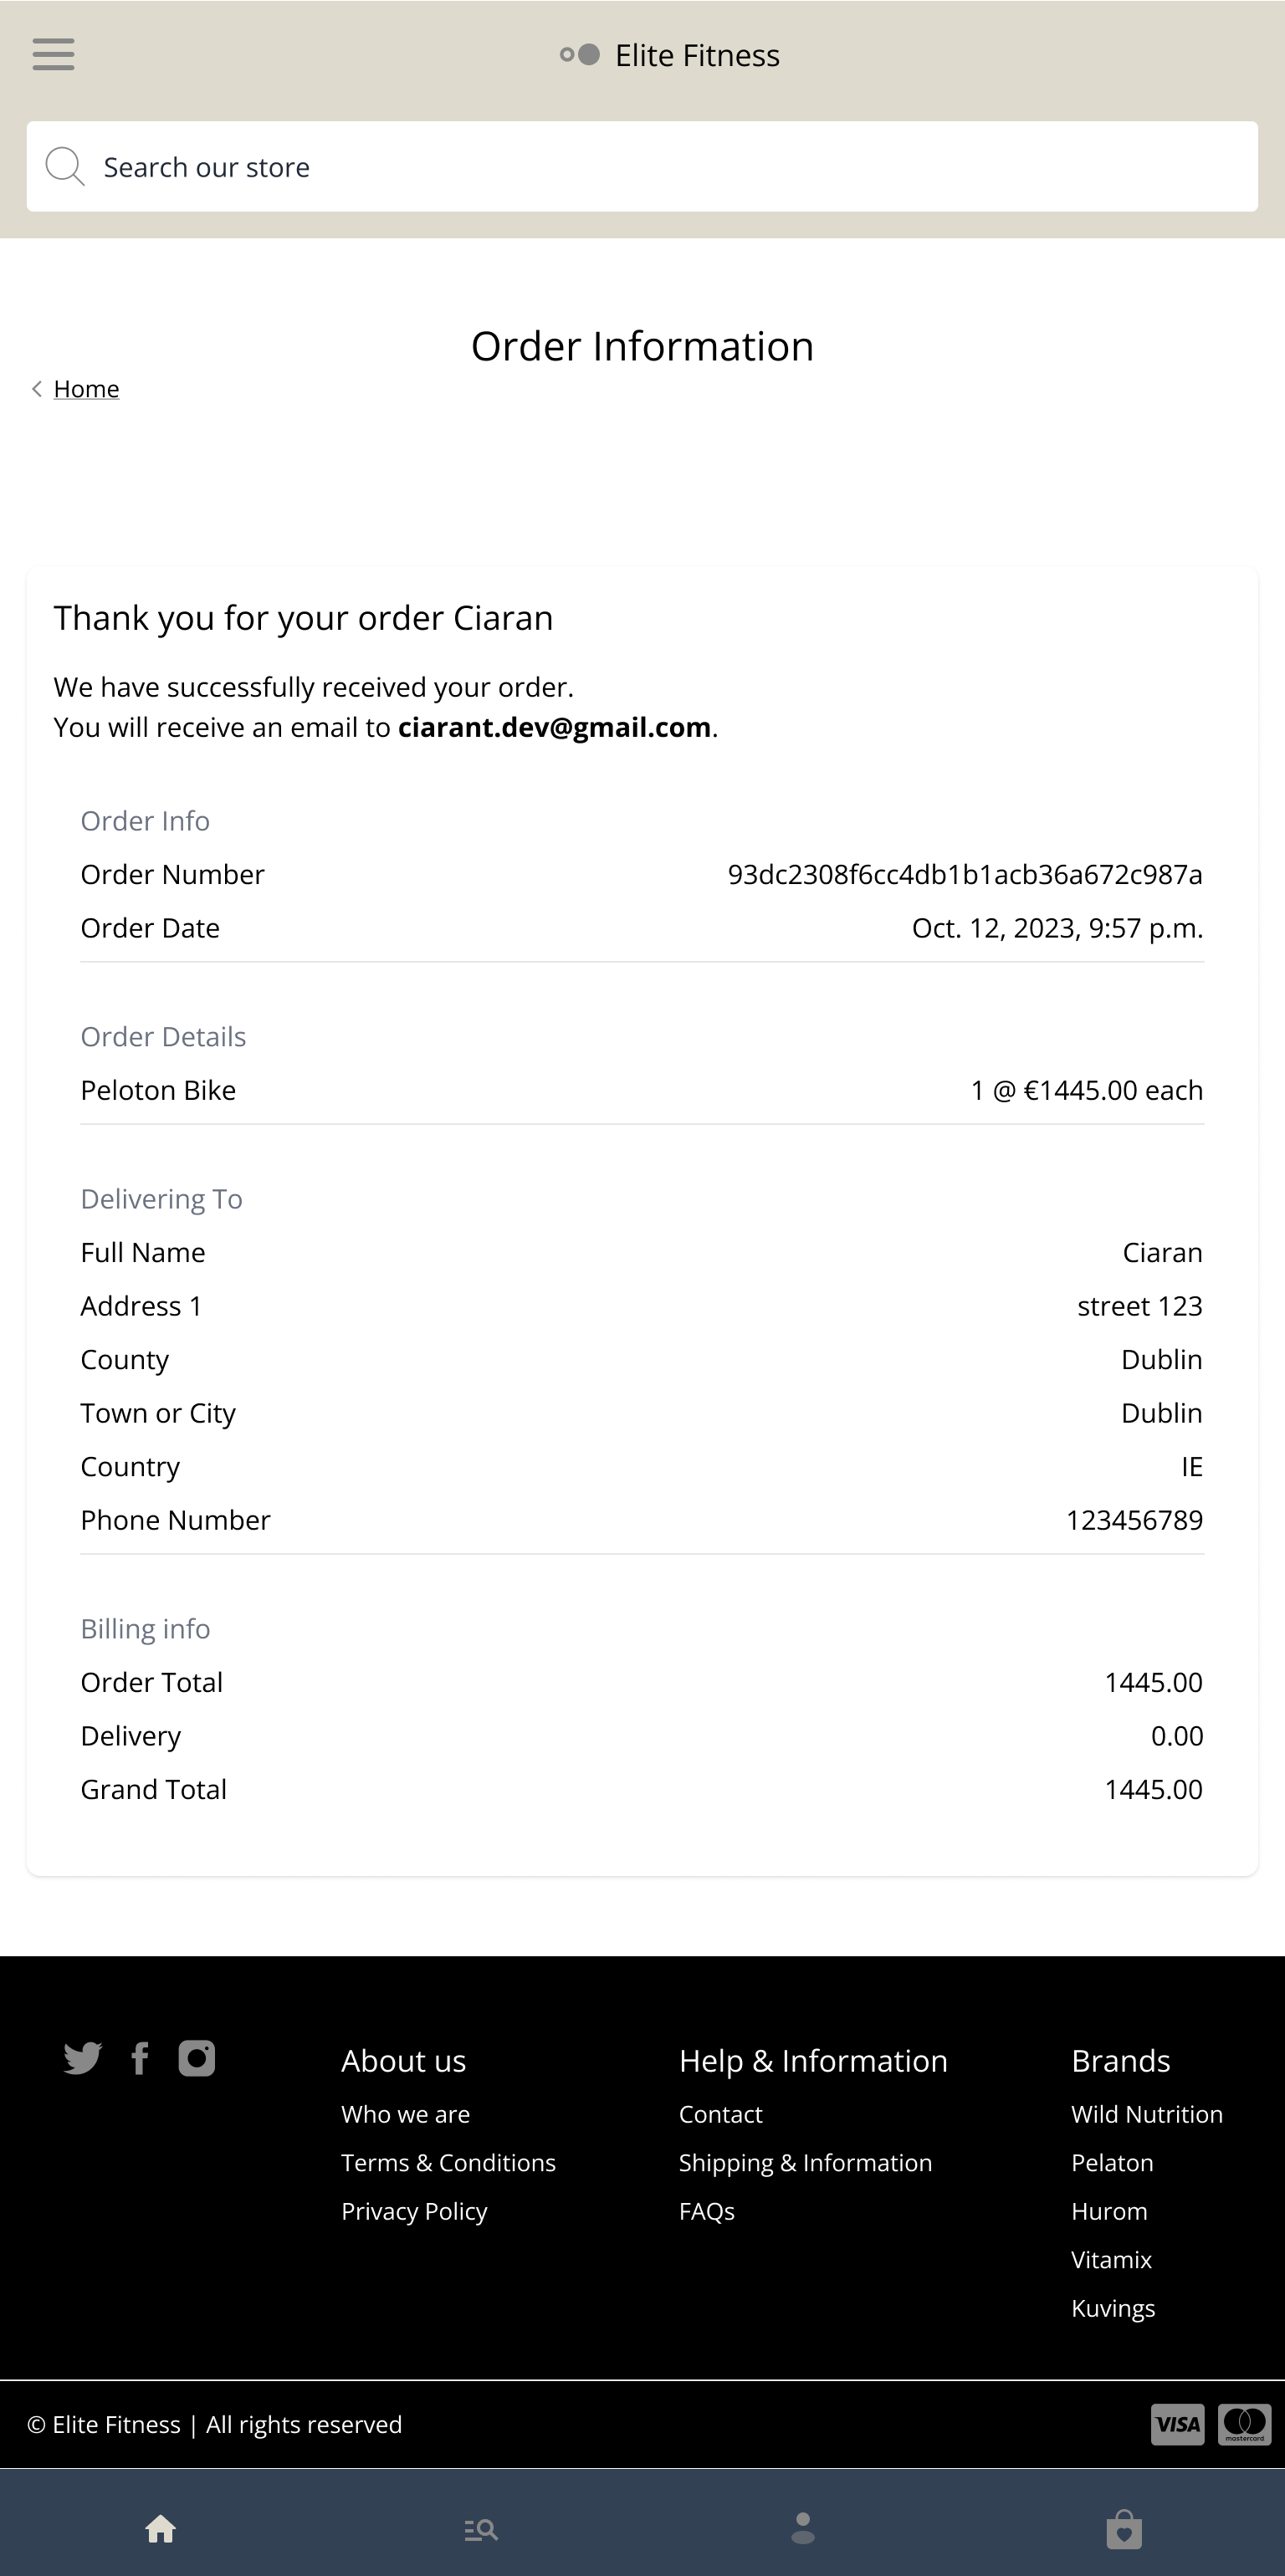 Elite Fitness
Search our store
Order Information
Home
Thank you for your order Ciaran
We have successfully received your order.
You will receive an email to ciarant.dev@gmail.com.
Order Info
Order Number 93dc2308f6cc4db1b1acb36a672c987a
Order Date Oct. 12, 2023, 9:57 p.m.
Order Details
Peloton Bike 1 @ €1445.00 each
Delivering To
Full Name Ciaran
Address 1 street 123
County Dublin
Town or City Dublin
Country IE
Phone Number 123456789
Billing info
Order Total 1445.00
Delivery 0.00
Grand Total 1445.00
About us
Who we are
Terms & Conditions
Privacy Policy
Help & Information
Contact
Shipping & Information
FAQs
Brands
Wild Nutrition
Pelaton
Hurom
Vitamix
Kuvings
© Elite Fitness | All rights reserved
VISA
mastercard